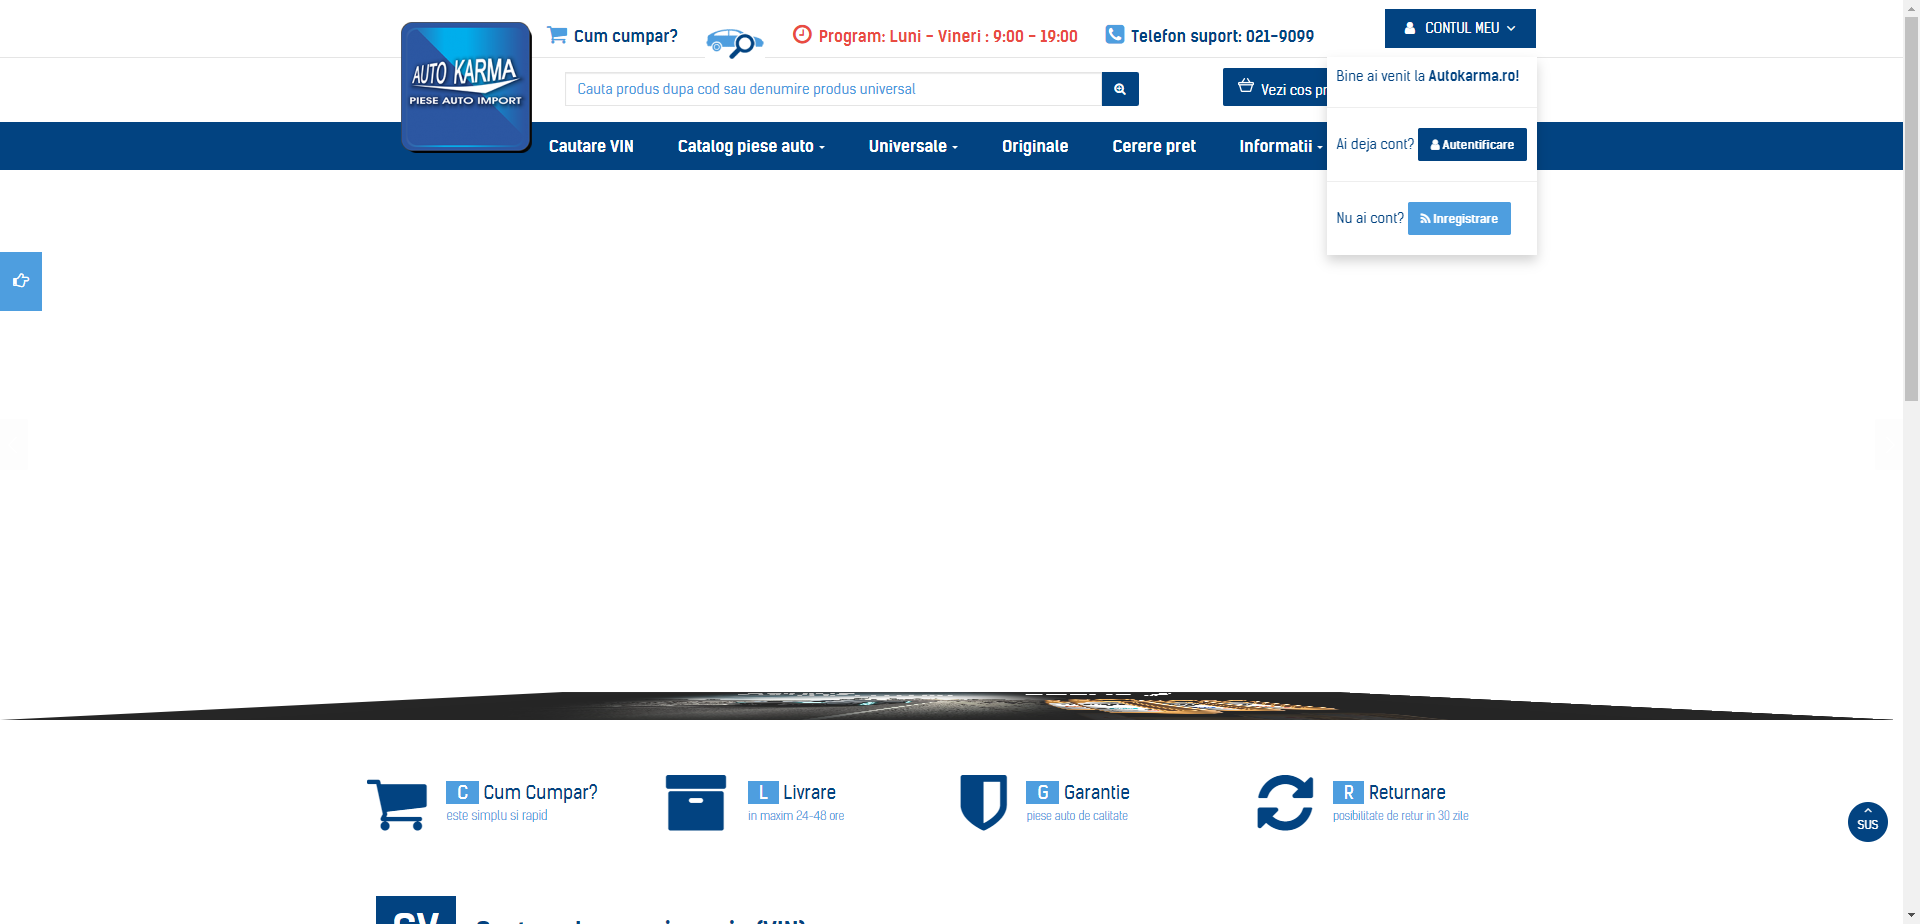 Cum cumpar?
Program: Luni - Vineri : 9:00 - 19:00
Telefon suport: 021-9099
CONTUL MEU
AUTO KARMA
PIESE AUTO IMPORT
Cauta produs dupa cod sau denumire produs universal
Vezi cos pr
Bine ai venit la Autokarma.ro!
Ai deja cont? Autentificare
Nu ai cont? Inregistrare
Cautare VIN
Catalog piese auto
Universale
Originale
Cerere pret
Informatii
C Cum Cumpar?
este simplu si rapid
L Livrare
in maxim 24-48 ore
G Garantie
piese auto de calitate
R Returnare
posibilitate de retur in 30 zile
SUS
(VIN)